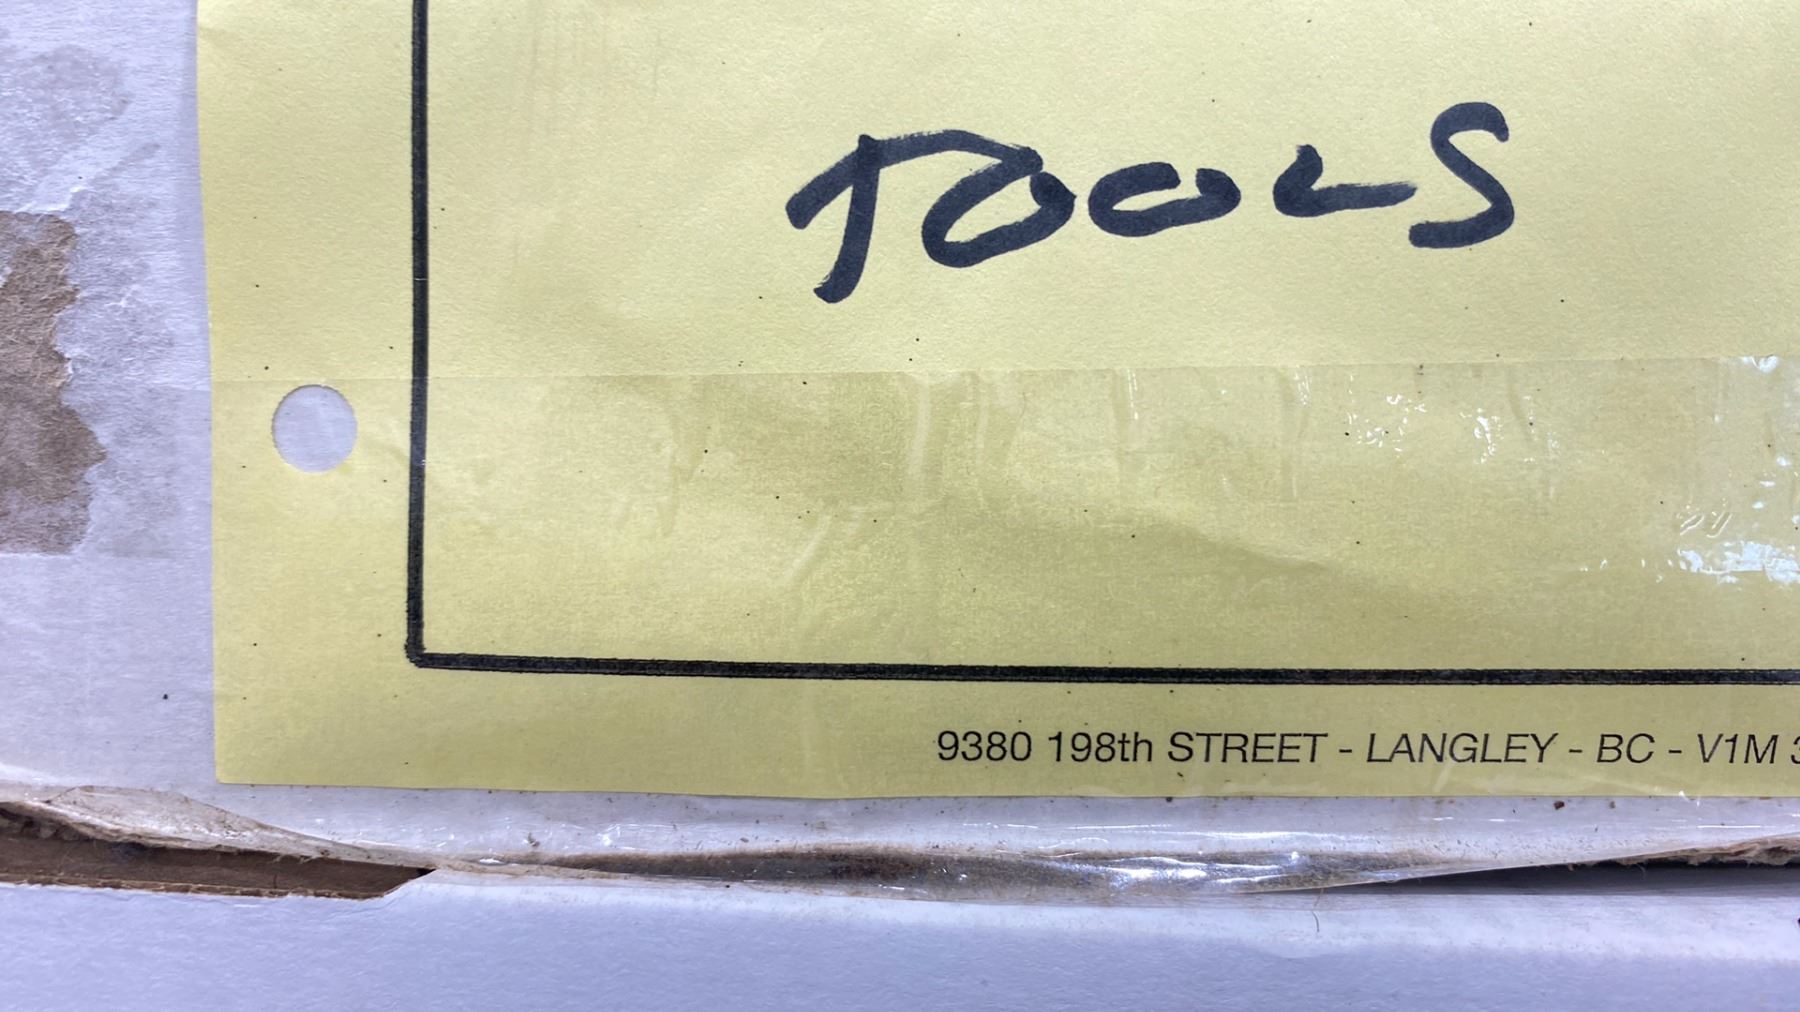 TOOLS
9380 198th STREET - LANGLEY - BC - V1M